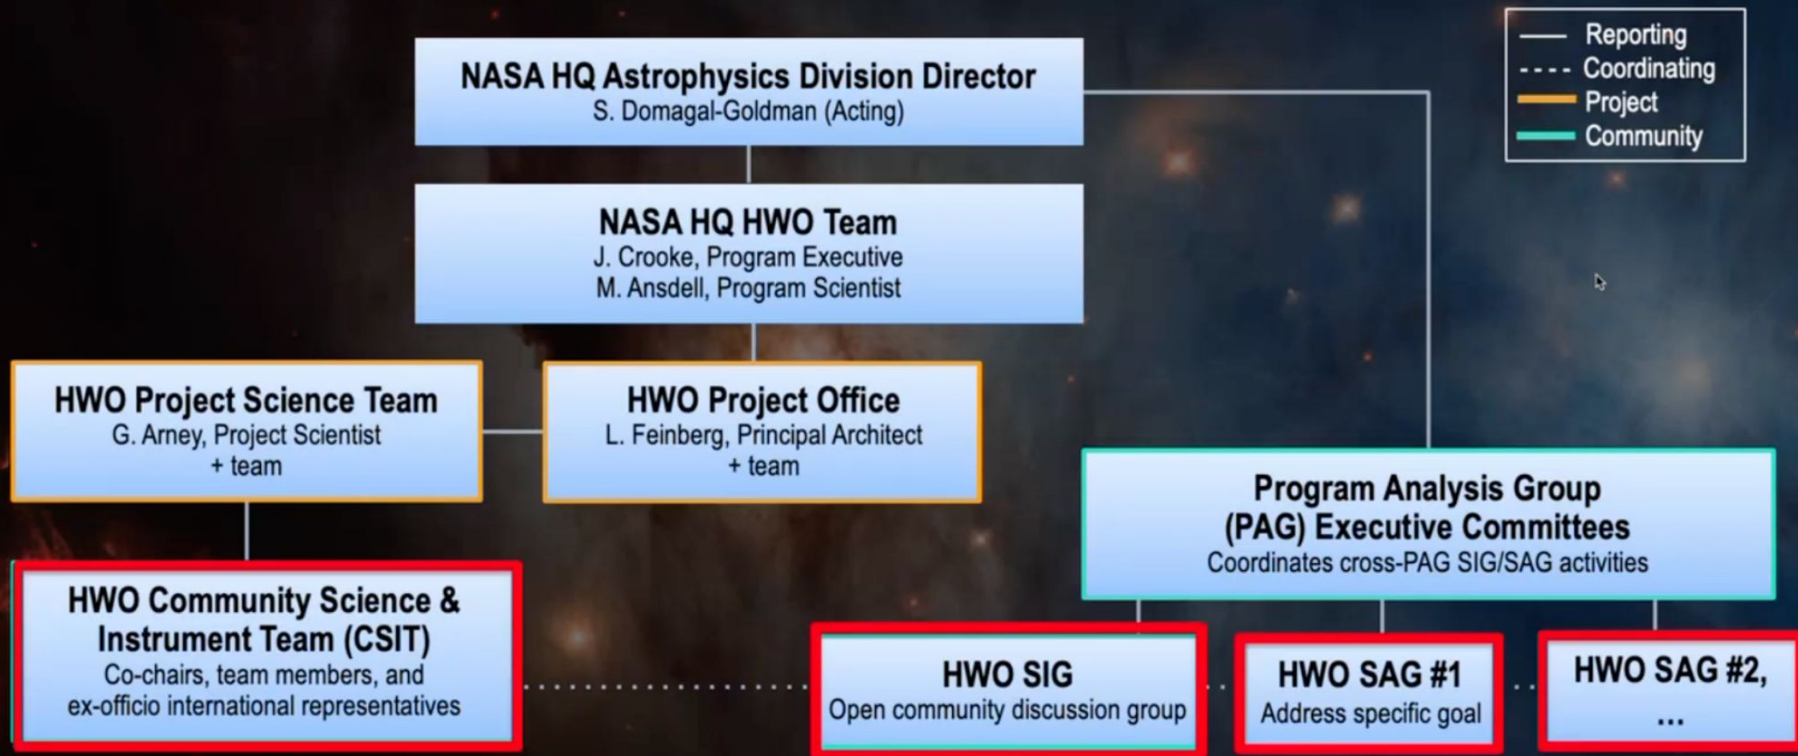 Reporting
Coordinating
Project
Community
NASA HQ Astrophysics Division Director
S. Domagal-Goldman (Acting)
NASA HQ HWO Team
J. Crooke, Program Executive
M. Ansdell, Program Scientist
HWO Project Science Team
G. Arney, Project Scientist
+ team
HWO Project Office
L. Feinberg, Principal Architect
+ team
Program Analysis Group
(PAG) Executive Committees
Coordinates cross-PAG SIG/SAG activities
HWO Community Science &
Instrument Team (CSIT)
Co-chairs, team members, and
ex-officio international representatives
HWO SIG
Open community discussion group
HWO SAG #1
Address specific goal
HWO SAG #2,
...